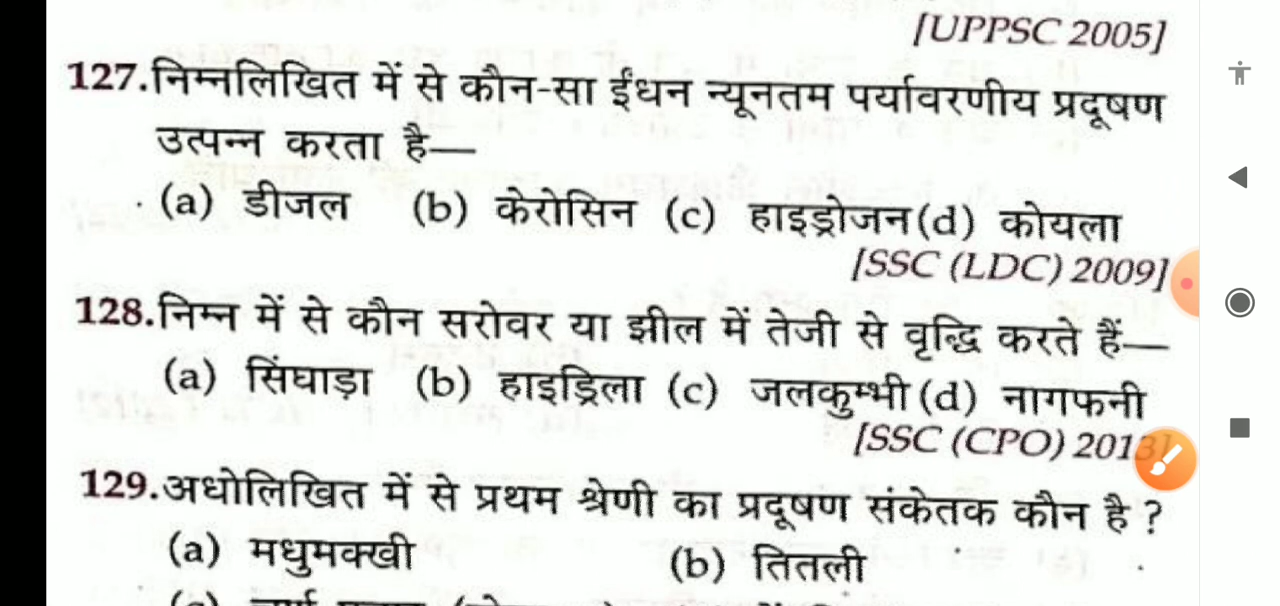 [UPPSC 2005]
127.निम्नलिखित में से कौन-सा ईंधन न्यूनतम पर्यावरणीय प्रदूषण
उत्पन्न करता है—
(a) डीजल (b) केरोसिन (c) हाइड्रोजन(d) कोयला
[SSC (LDC) 2009]
128.निम्न में से कौन सरोवर या झील में तेजी से वृद्धि करते हैं—
(a) सिंघाड़ा (b) हाइड्रिला (c) जलकुम्भी(d) नागफनी
[SSC (CPO) 2013]
129.अधोलिखित में से प्रथम श्रेणी का प्रदूषण संकेतक कौन है ?
(a) मधुमक्खी (b) तितली